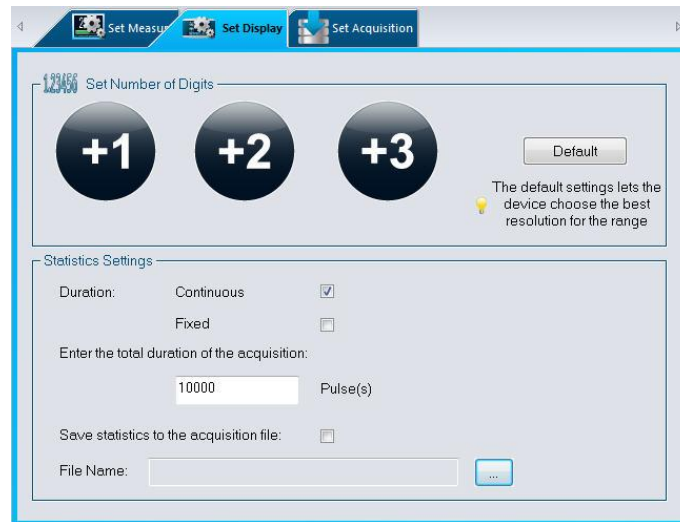 Set Measur
Set Display
Set Acquisition
123456 Set Number of Digits
+1 +2 +3
Default
The default settings lets the
device choose the best
resolution for the range
Statistics Settings
Duration: Continuous
Fixed
Enter the total duration of the acquisition:
10000 Pulse(s)
Save statistics to the acquisition file:
File Name: ...